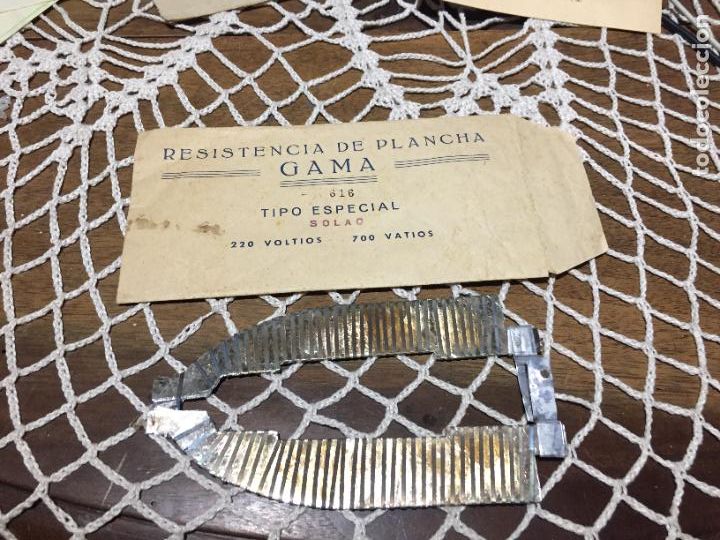 RESISTENCIA DE PLANCHA
GAMA
616
TIPO ESPECIAL
SOLAC
220 VOLTIOS 700 VATIOS
todocoleccion